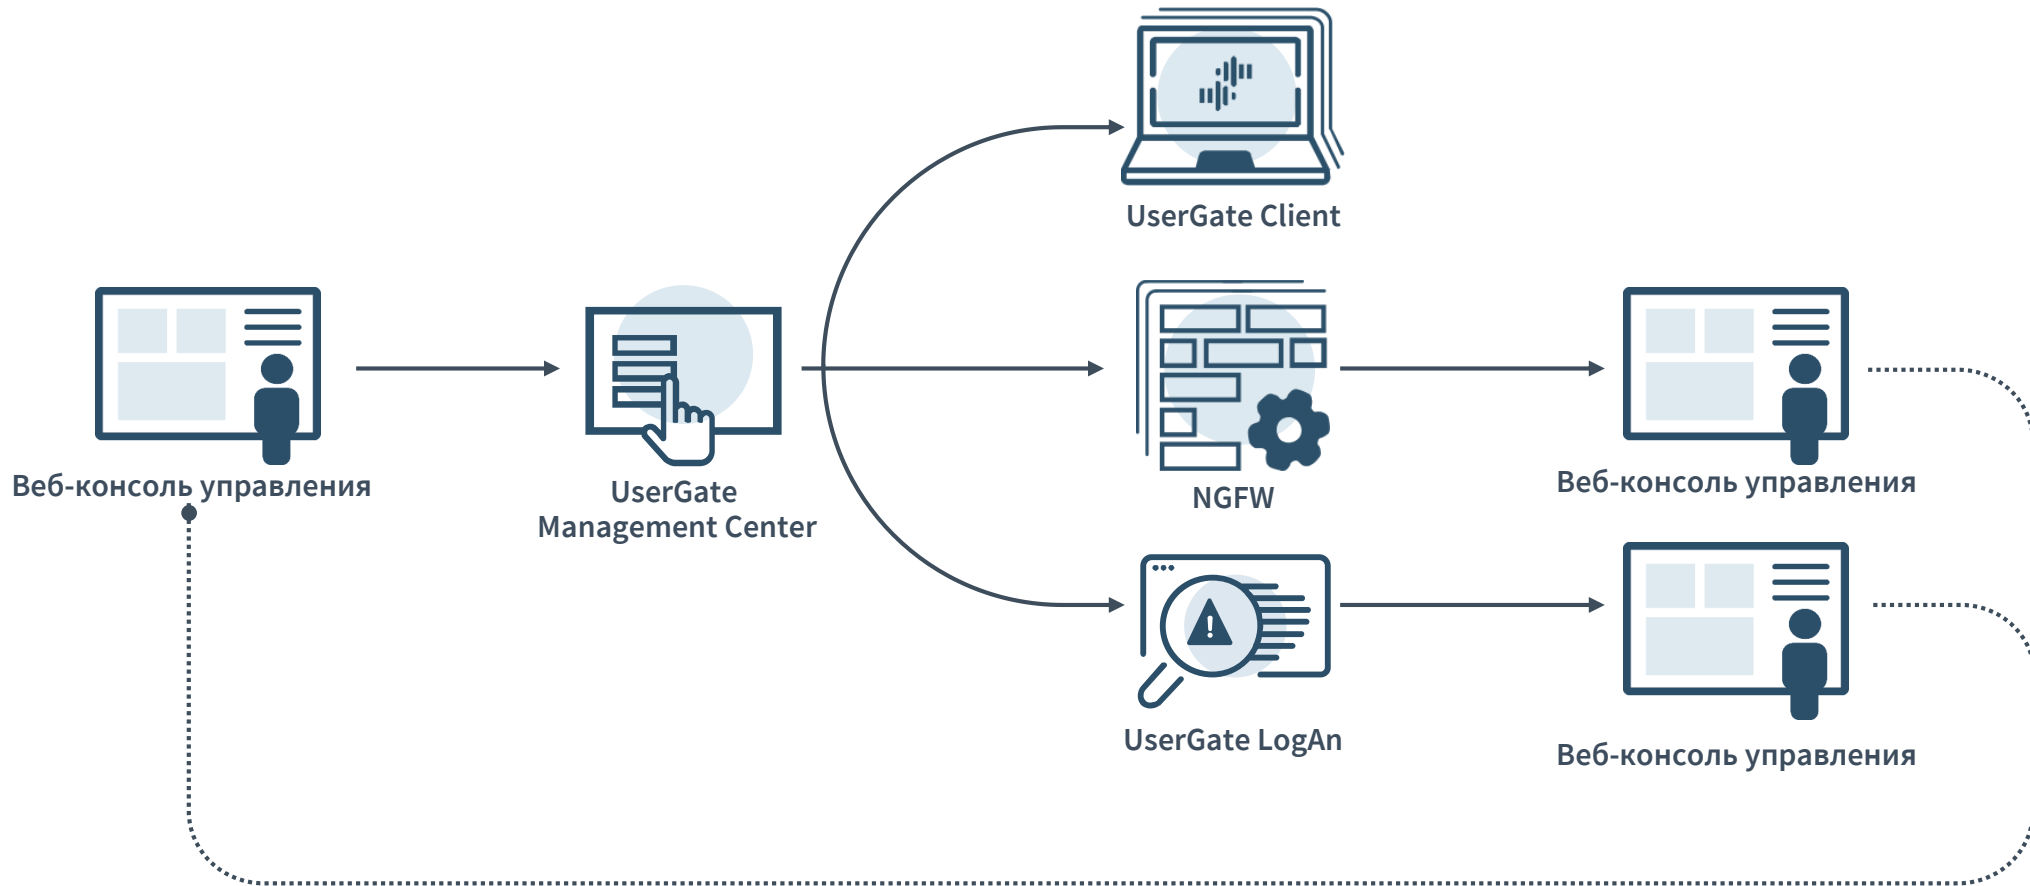 UserGate Client
Веб-консоль управления
UserGate
Management Center
NGFW
Веб-консоль управления
UserGate LogAn
Веб-консоль управления